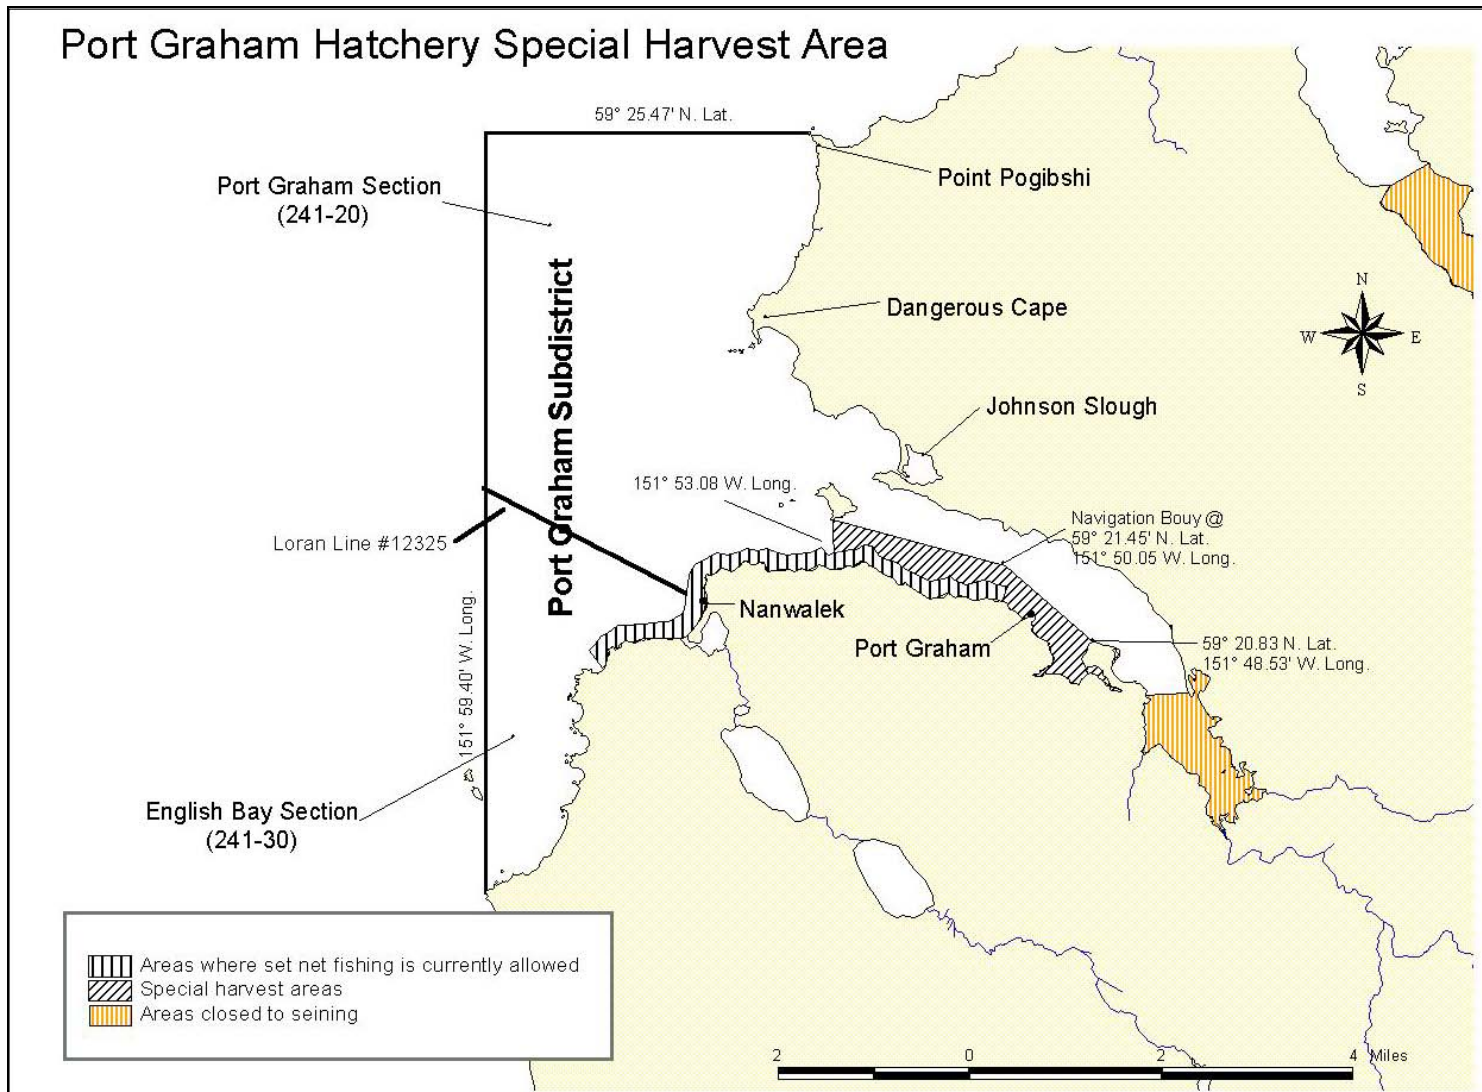 Port Graham Hatchery Special Harvest Area
59° 25.47' N. Lat.
Port Graham Section
(241-20)
Point Pogibshi
Port Graham Subdistrict
Dangerous Cape
N
W
E
S
Johnson Slough
151° 53.08 W. Long.
Navigation Bouy @
59° 21.45' N. Lat.
151° 50.05 W. Long.
Loran Line #12325
Nanwalek
Port Graham
59° 20.83 N. Lat.
151° 48.53' W. Long.
151° 59.40' W. Long.
English Bay Section
(241-30)
Areas where set net fishing is currently allowed
Special harvest areas
Areas closed to seining
2 0 2 4 Miles